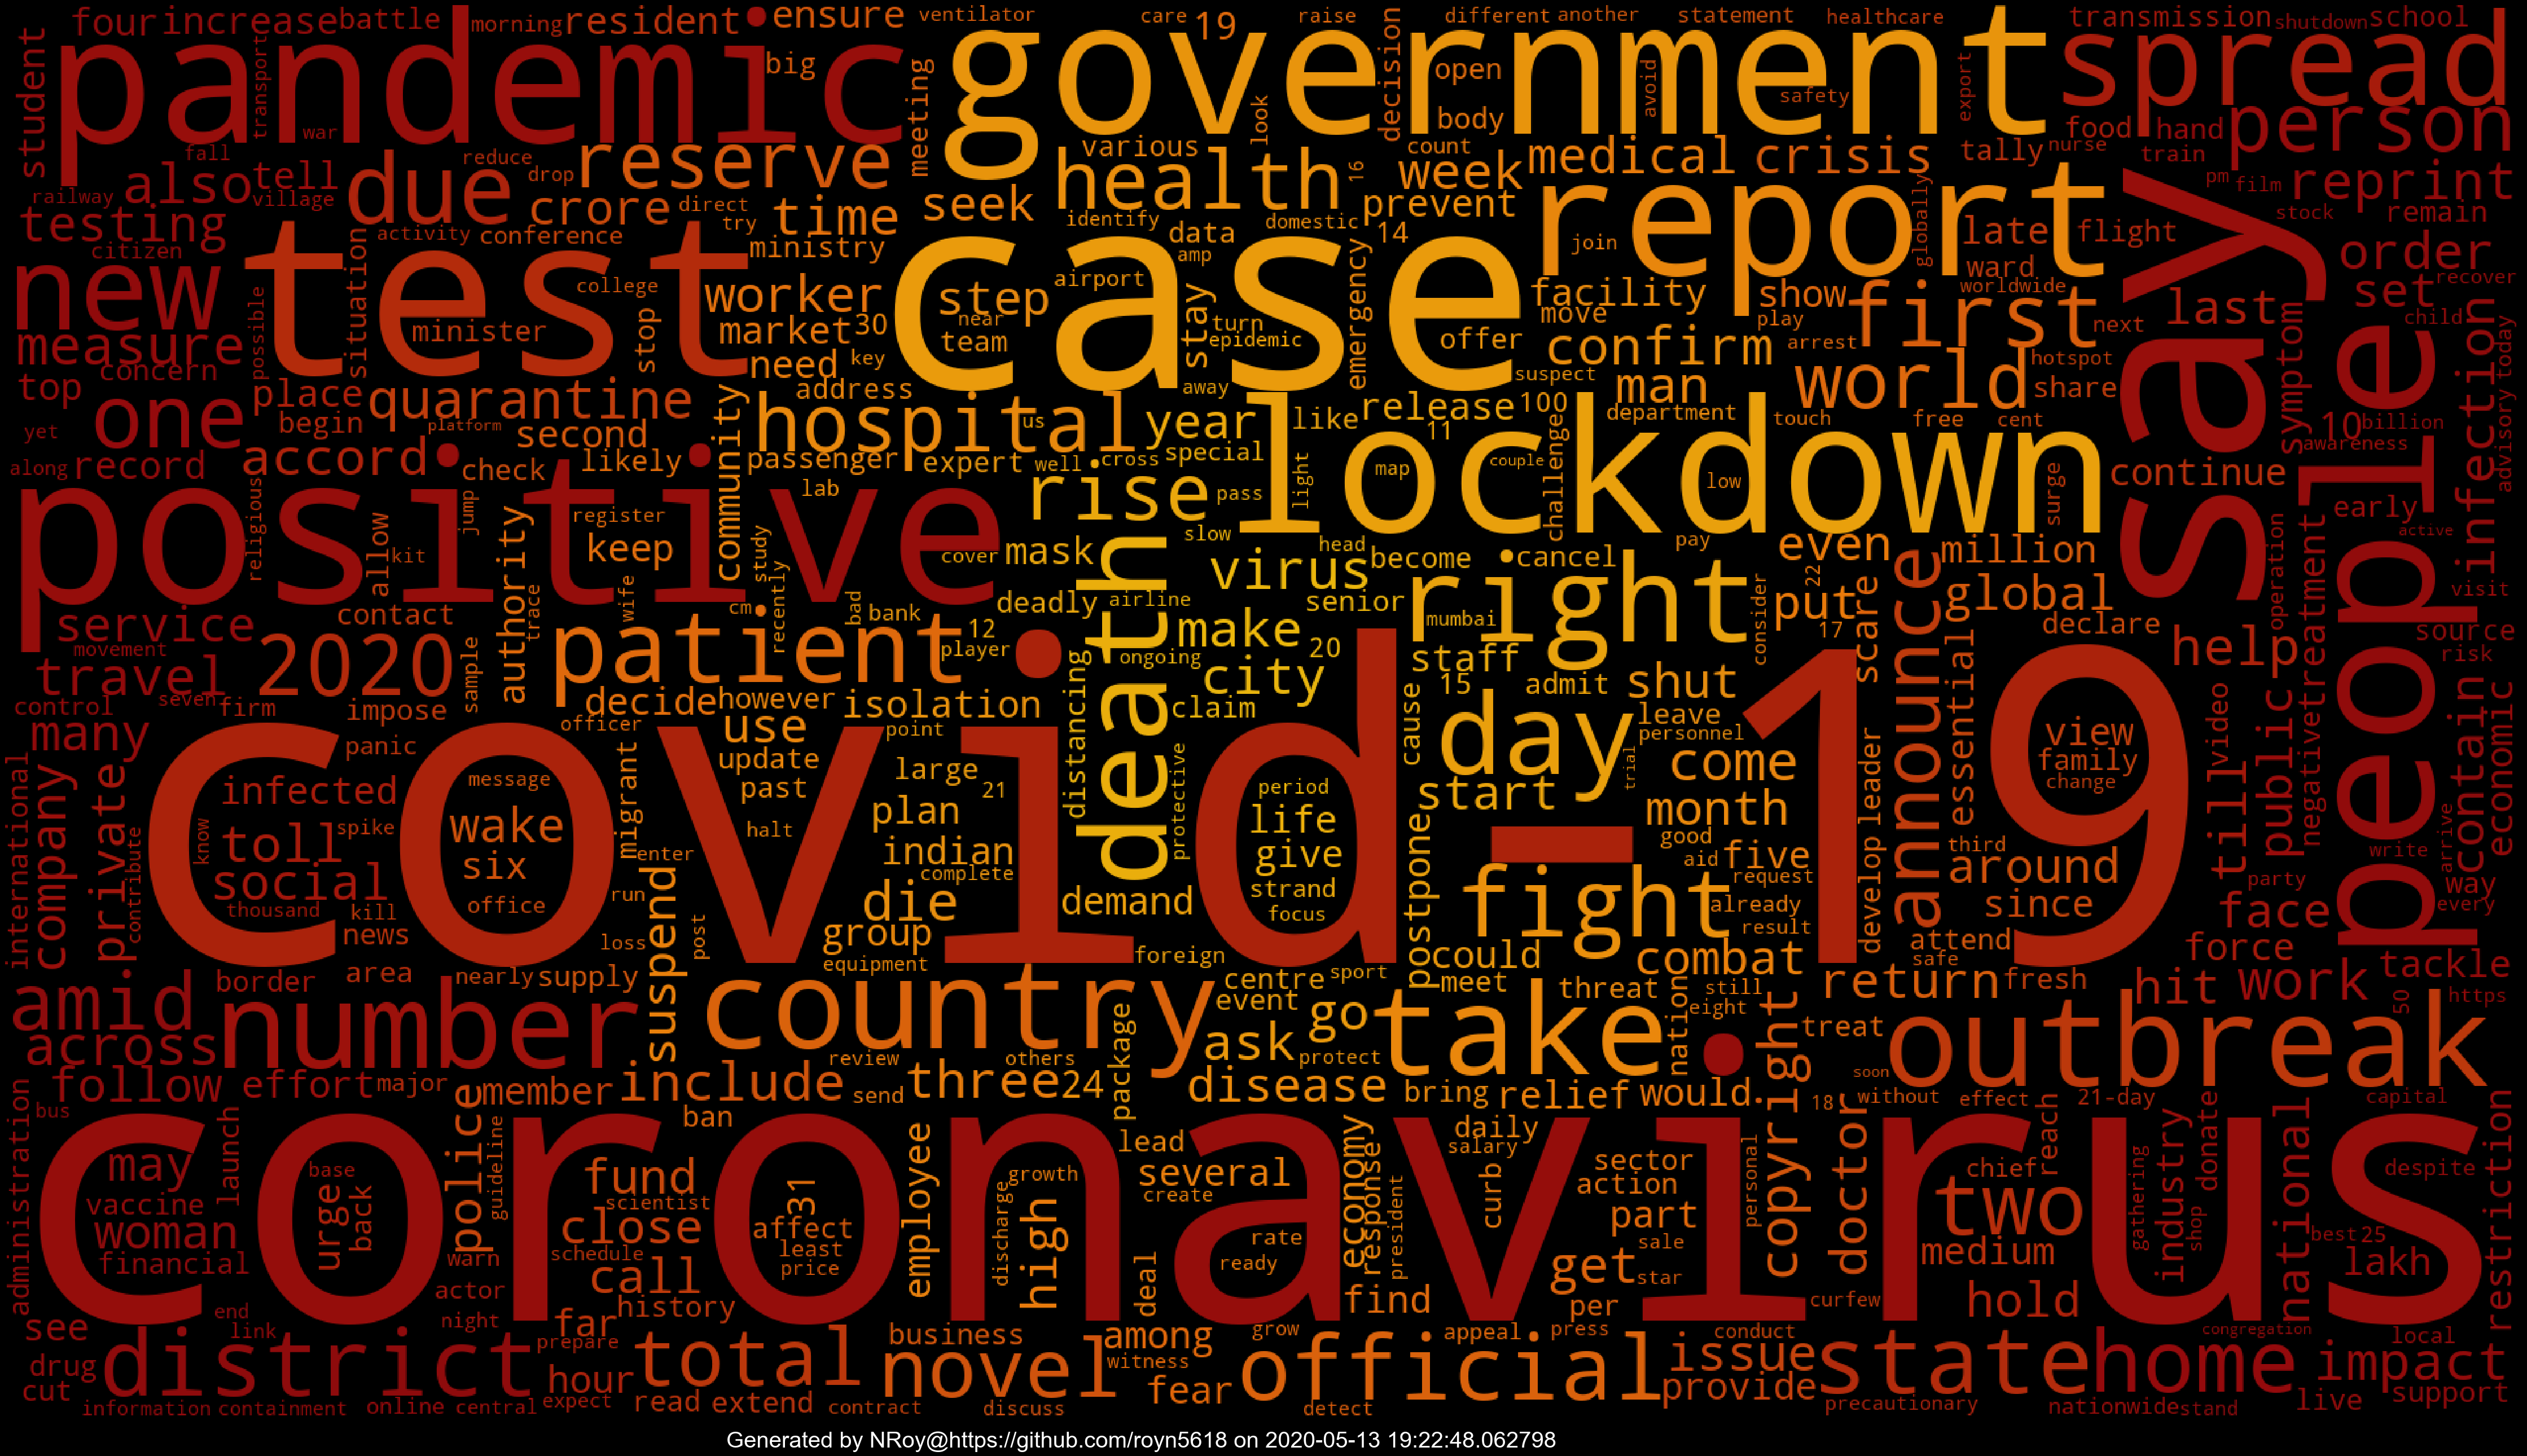 four increase battle morning resident ensure ventilator care 19 raise different another statement healthcare transmission shutdown school
pandemic government spread
student transport war big meeting look decision open body avoid safety export food hand person
fall reduce drop reserve various health 16 count week medical crisis tally nurse train
railway also tell village due crore direct try time seek identify domestic prevent report globally pm film reprint
testing citizen activity conference ministry data amp 14 join late flight stock remain
new situation test college worker airport step case emergency facility ward worldwide order recover
possible minister stop market 30 near team stay turn epidemic offer move show play first next last set child
measure concern need key away suspect confirm arrest hotspot symptom say people infection today
top place quarantine address community release 100 man world share
yet one begin platform second hospital us year like 11 department touch free cent 10 billion awareness advisory
along record accord check likely passenger expert well cross special light map couple challenge low surge continue
positive lab rise pass lockdown early active
religious jump register study slow head pay treatment
allow kit authority keep cover mask death virus become cancel even million operation visit
service contact trace wife cm recently bad bank deadly airline senior right mumbai consider put 22 17 scare announce global declare help source
movement 2020 sample patient 12 player ongoing make city 20 staff essential risk
travel seven decide however isolation distancing claim 15 admit shut
control firm impose officer point cause day leave personnel video public negative contain economic
many panic covid-19 view family change
international company private infected message migrant update past large 21 plan protective period life start trial come month develop leader till arrive
know spike wake six halt indian give postpone good aid five third around write
toll social enter complete strand request party way
contribute thousand kill office run suspend die demand focus fight already since face every
news loss post group equipment foreign could result combat attend safe force
amid border area nearly supply country centre sport meet threat still return fresh hit work tackle
across number package event go take nation eight copyright treat outbreak 50 https
follow effort major member include review send three 24 others ask protect disease bring relief would 18 soon without effect 21-day capital
bus police ban
administration coronavirus restriction
may launch base guideline fund scientist 31 employee growth lead several economy response daily salary curb sector action personal doctor chief reach gathering industry donate national despite
vaccine woman urge back close affect discharge high create president part two shop
financial warn schedule least price deal rate ready get sale medium best 25 lakh
actor call find star per curfew hold
see end link night far history business among grow appeal press conduct congregation local
drug district prepare hour total novel witness fear official issue state home impact
cut information containment online central expect read extend contract discuss detect provide precautionary nationwide stand live support
Generated by NRoy@https://github.com/royn5618 on 2020-05-13 19:22:48.062798